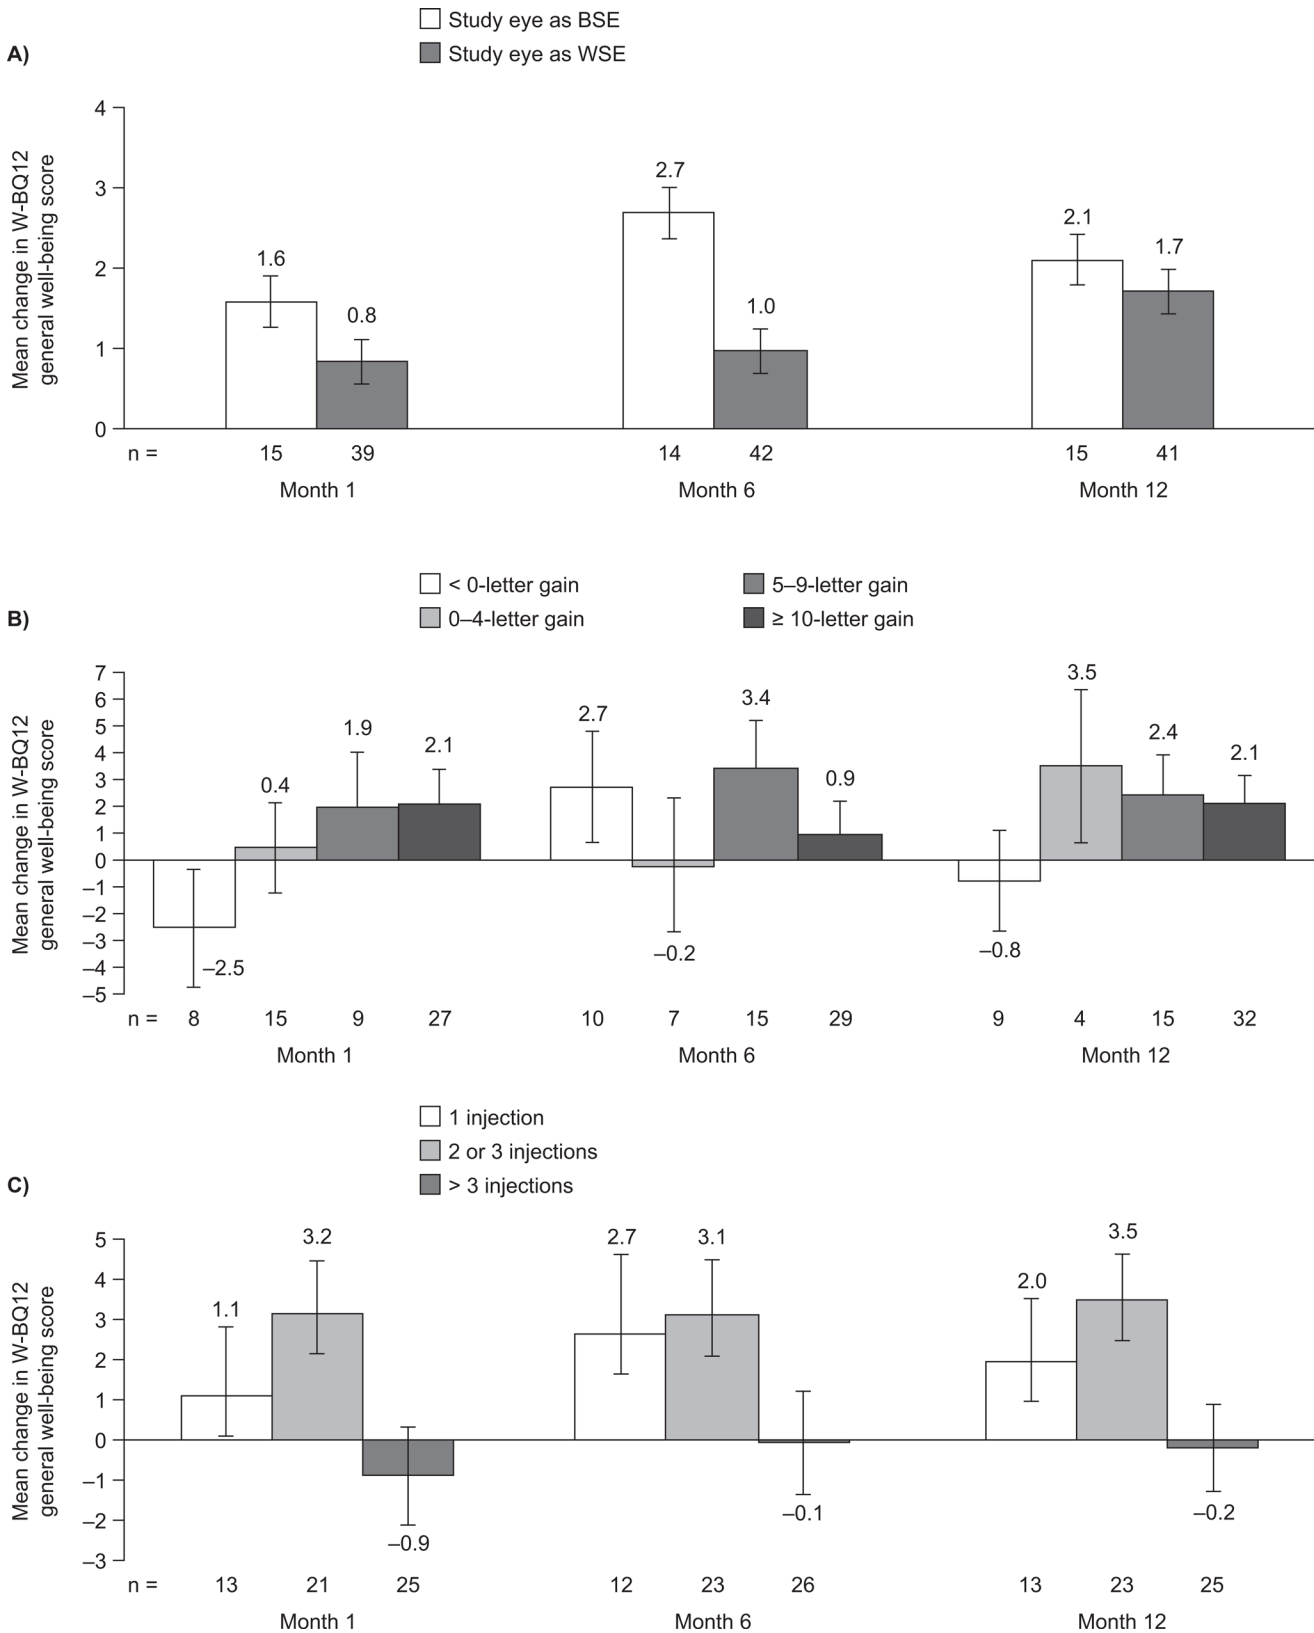 Study eye as BSE
Study eye as WSE
A)
Mean change in W-BQ12
general well-being score
4
3
2
1
0
1.6
0.8
2.7
1.0
2.1
1.7
n =
15 39 14 42 15 41
Month 1 Month 6 Month 12
< 0-letter gain 5–9-letter gain
0–4-letter gain ≥ 10-letter gain
B)
Mean change in W-BQ12
general well-being score
7
6
5
4
3
2
1
0
–1
–2
–3
–4
–5
–2.5
0.4
1.9
2.1
2.7
–0.2
3.4
0.9
–0.8
3.5
2.4
2.1
n = 8 15 9 27 10 7 15 29 9 4 15 32
Month 1 Month 6 Month 12
1 injection
2 or 3 injections
> 3 injections
C)
Mean change in W-BQ12
general well-being score
5
4
3
2
1
0
–1
–2
–3
1.1
3.2
–0.9
2.7
3.1
–0.1
2.0
3.5
–0.2
n = 13 21 25 12 23 26 13 23 25
Month 1 Month 6 Month 12